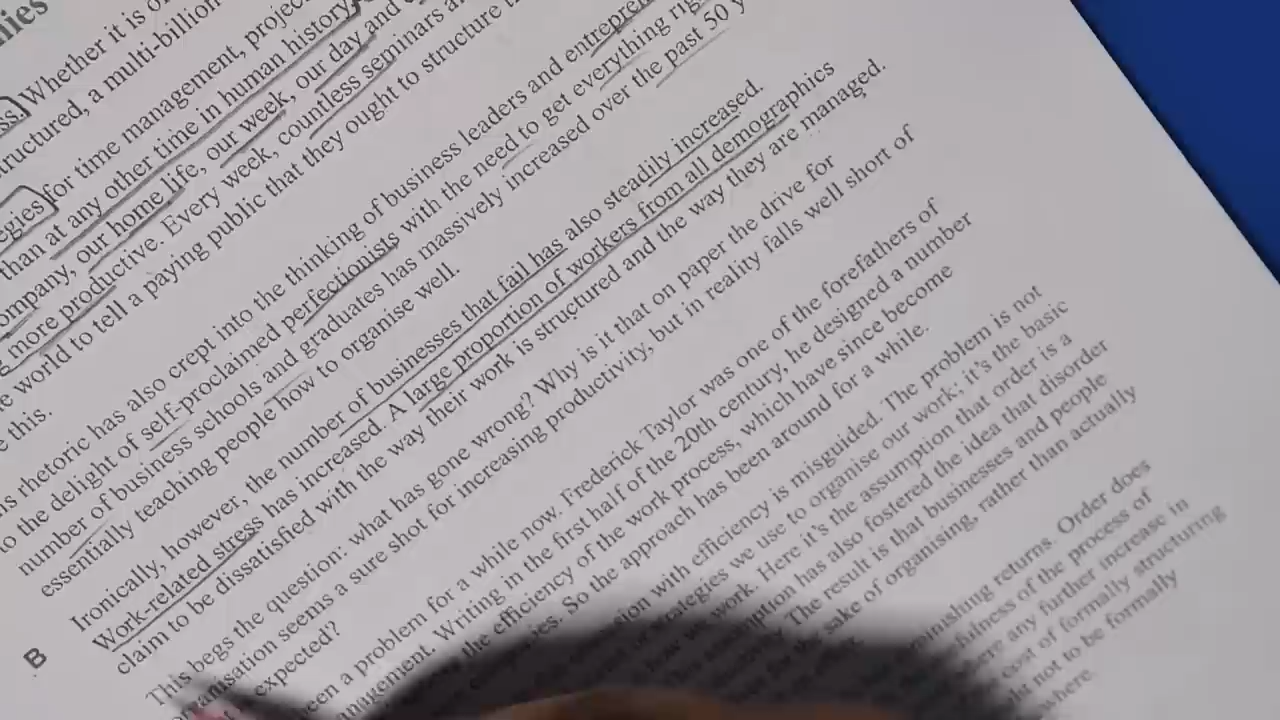 Whether it is
a multi-billion
for time management,
than at any other time in human history,
our home life, our week, our day and
more productive. Every week, countless seminars
world to tell a paying public that they ought to structure
this.
rhetoric has also crept into the thinking of business leaders and
to the delight of self-proclaimed perfectionists with the need to get everything
number of business schools and graduates has massively increased over the past 50
essentially teaching people how to organise well.
B
Ironically, however, the number of businesses that fail has also steadily increased.
Work-related stress has increased. A large proportion of workers from all demographics
claim to be dissatisfied with the way their work is structured and the way they are managed.
This begs the question: what has gone wrong? Why is it that on paper the drive for
organisation seems a sure shot for increasing productivity, but in reality falls well short of
expected?
a problem for a while now. Frederick Taylor was one of the forefathers of
Writing in the first half of the 20th century, he designed a number
the efficiency of the work process, which have since become
So the approach has been around for a while.
with efficiency is misguided. The problem is not
strategies we use to organise our work; it's the basic
work. Here it's the assumption that order is a
has also fostered the idea that disorder
The result is that businesses and people
sake of organising, rather than actually
returns. Order does
of the process of
any further increase in
cost of formally structuring
not to be formally